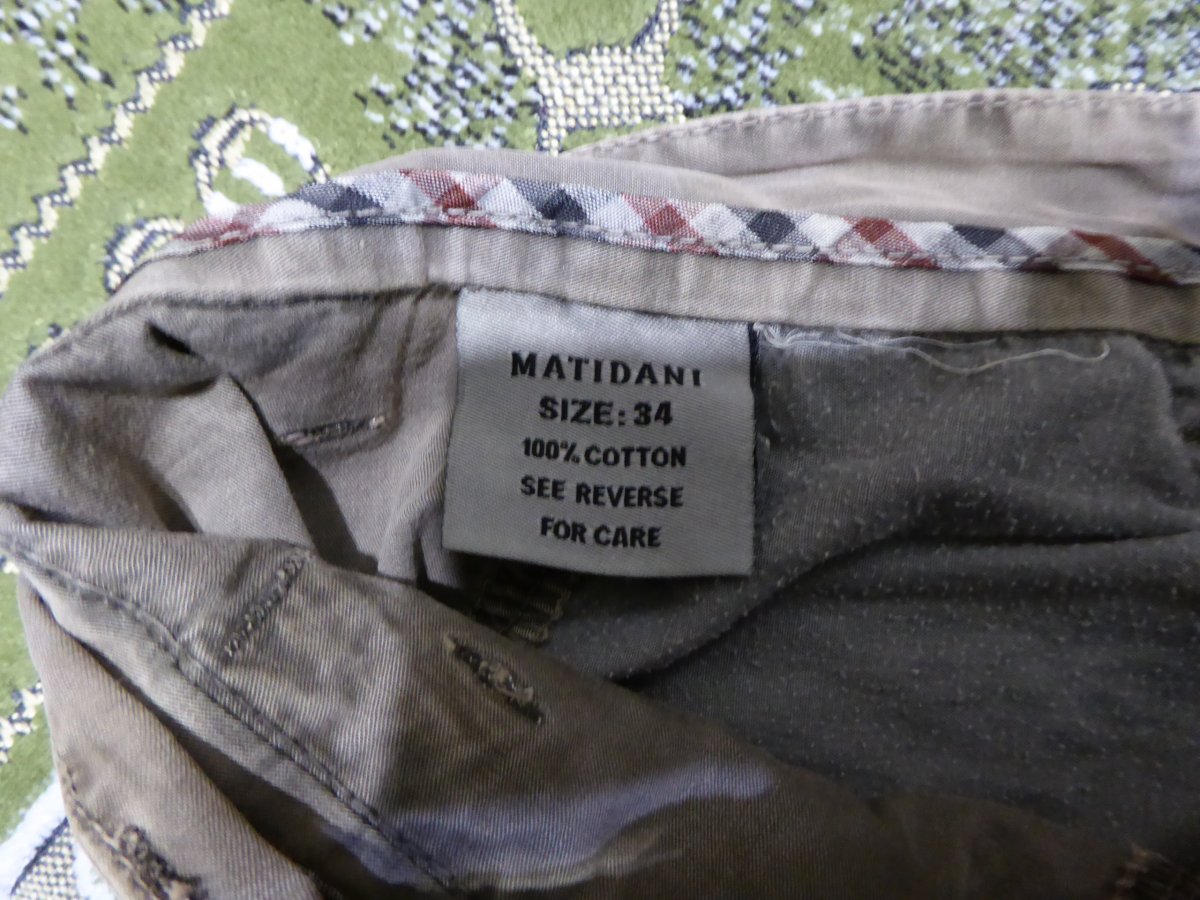 MATIDANI
SIZE: 34
100% COTTON
SEE REVERSE
FOR CARE